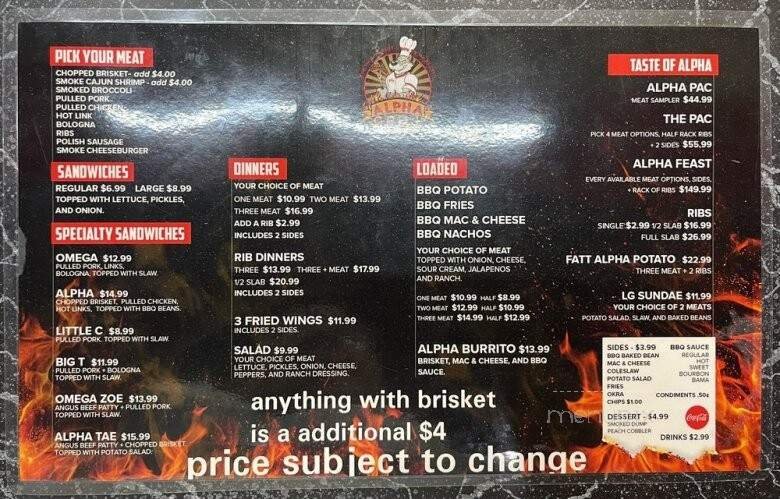 PICK YOUR MEAT
CHOPPED BRISKET- add $4.00
SMOKE CAJUN SHRIMP - add $4.00
SMOKED BROCCOLI
PULLED PORK
PULLED CHICKEN
HOT LINK
BOLOGNA
RIBS
POLISH SAUSAGE
SMOKE CHEESEBURGER
SANDWICHES
REGULAR $6.99 LARGE $8.99
TOPPED WITH LETTUCE, PICKLES,
AND ONION.
SPECIALTY SANDWICHES
OMEGA $12.99
PULLED PORK, LINKS,
BOLOGNA, TOPPED WITH SLAW.
ALPHA $14.99
CHOPPED BRISKET, PULLED CHICKEN,
HOT LINKS, TOPPED WITH BBQ BEANS.
LITTLE C $8.99
PULLED PORK. TOPPED WITH SLAW.
BIG T $11.99
PULLED PORK + BOLOGNA
TOPPED WITH SLAW.
OMEGA ZOE $13.99
ANGUS BEEF PATTY + PULLED PORK.
TOPPED WITH SLAW.
ALPHA TAE $15.99
ANGUS BEEF PATTY + CHOPPED BRISKET
TOPPED WITH POTATO SALAD.
DINNERS
YOUR CHOICE OF MEAT
ONE MEAT $10.99 TWO MEAT $13.99
THREE MEAT $16.99
ADD A RIB $2.99
INCLUDES 2 SIDES
RIB DINNERS
THREE $13.99 THREE + MEAT $17.99
1/2 SLAB $20.99
INCLUDES 2 SIDES
3 FRIED WINGS $11.99
INCLUDES 2 SIDES.
SALAD $9.99
YOUR CHOICE OF MEAT
LETTUCE, PICKLES, ONION, CHEESE,
PEPPERS, AND RANCH DRESSING.
ALPHA
LOADED
BBQ POTATO
BBQ FRIES
BBQ MAC & CHEESE
BBQ NACHOS
YOUR CHOICE OF MEAT
TOPPED WITH ONION, CHEESE,
SOUR CREAM, JALAPENOS
AND RANCH.
ONE MEAT $10.99 HALF $8.99
TWO MEAT $12.99 HALF $10.99
THREE MEAT $14.99 HALF $12.99
ALPHA BURRITO $13.99
BRISKET, MAC & CHEESE, AND BBQ
SAUCE.
TASTE OF ALPHA
ALPHA PAC
MEAT SAMPLER $44.99
THE PAC
PICK 4 MEAT OPTIONS, HALF RACK RIBS
+ 2 SIDES $55.99
ALPHA FEAST
EVERY AVAILABLE MEAT OPTIONS, SIDES,
+ RACK OF RIBS $149.99
RIBS
SINGLE $2.99 1/2 SLAB $16.99
FULL SLAB $26.99
FATT ALPHA POTATO $22.99
THREE MEAT + 2 RIBS
LG SUNDAE $11.99
YOUR CHOICE OF 2 MEATS
POTATO SALAD, SLAW, AND BAKED BEANS
SIDES - $3.99
BBQ BAKED BEAN
MAC & CHEESE
COLESLAW
POTATO SALAD
FRIES
OKRA
CHIPS $1.00
DESSERT - $4.99
SMOKED DUMP
PEACH COBBLER
BBQ SAUCE
REGULAR
HOT
SWEET
BOURBON
BAMA
CONDIMENTS .50¢
Coca-Cola
DRINKS $2.99
anything with brisket
is a additional $4
price subject to change